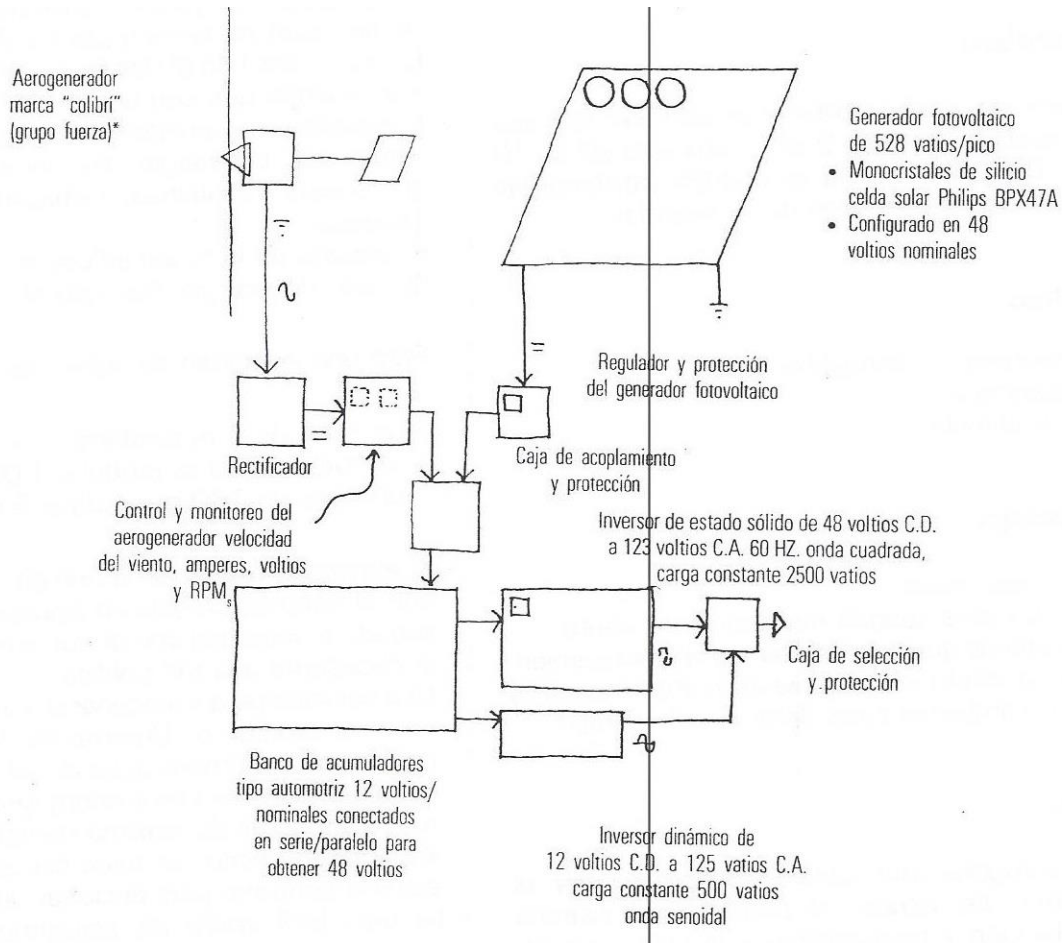 Aerogenerador
marca "colibrí"
(grupo fuerza)*
Generador fotovoltaico
de 528 vatios/pico
• Monocristales de silicio
celda solar Philips BPX47A
• Configurado en 48
voltios nominales
Regulador y protección
del generador fotovoltaico
Rectificador
Caja de acoplamiento
y protección
Control y monitoreo del
aerogenerador velocidad
del viento, amperes, voltios
y RPMs
Inversor de estado sólido de 48 voltios C.D.
a 123 voltios C.A. 60 HZ. onda cuadrada,
carga constante 2500 vatios
Caja de selección
y protección
Banco de acumuladores
tipo automotriz 12 voltios/
nominales conectados
en serie/paralelo para
obtener 48 voltios
Inversor dinámico de
12 voltios C.D. a 125 vatios C.A.
carga constante 500 vatios
onda senoidal